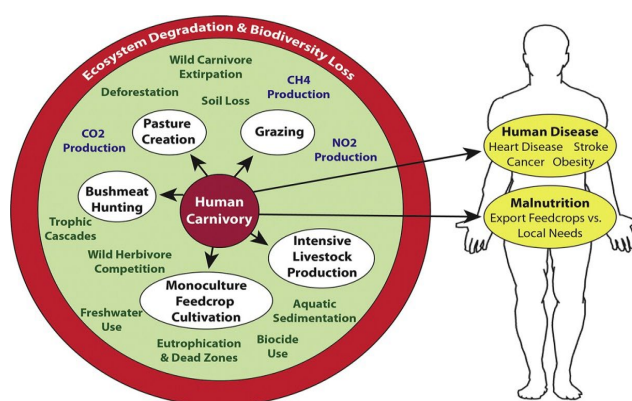 Ecosystem Degradation & Biodiversity Loss
Wild Carnivore
Extirpation
CH4
Production
Deforestation
Soil Loss
Pasture
Creation
Grazing
CO2
Production
NO2
Production
Human Disease
Heart Disease Stroke
Cancer Obesity
Bushmeat
Hunting
Human
Carnivory
Malnutrition
Export Feedcrops vs.
Local Needs
Trophic
Cascades
Wild Herbivore
Competition
Intensive
Livestock
Production
Monoculture
Feedcrop
Cultivation
Freshwater
Use
Aquatic
Sedimentation
Eutrophication
& Dead Zones
Biocide
Use